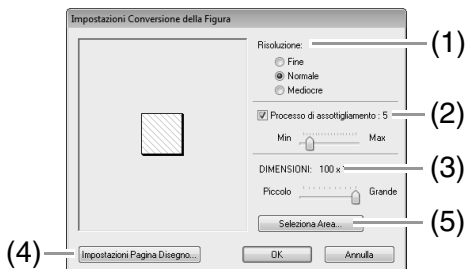 Impostazioni Conversione della Figura
Risoluzione:
(1)
Fine
Normale
Mediocre
Processo di assottigliamento : 5
(2)
Min
Max
DIMENSIONI: 100 x
(3)
Piccolo
Grande
Seleziona Area...
(5)
(4)
Impostazioni Pagina Disegno...
OK
Annulla